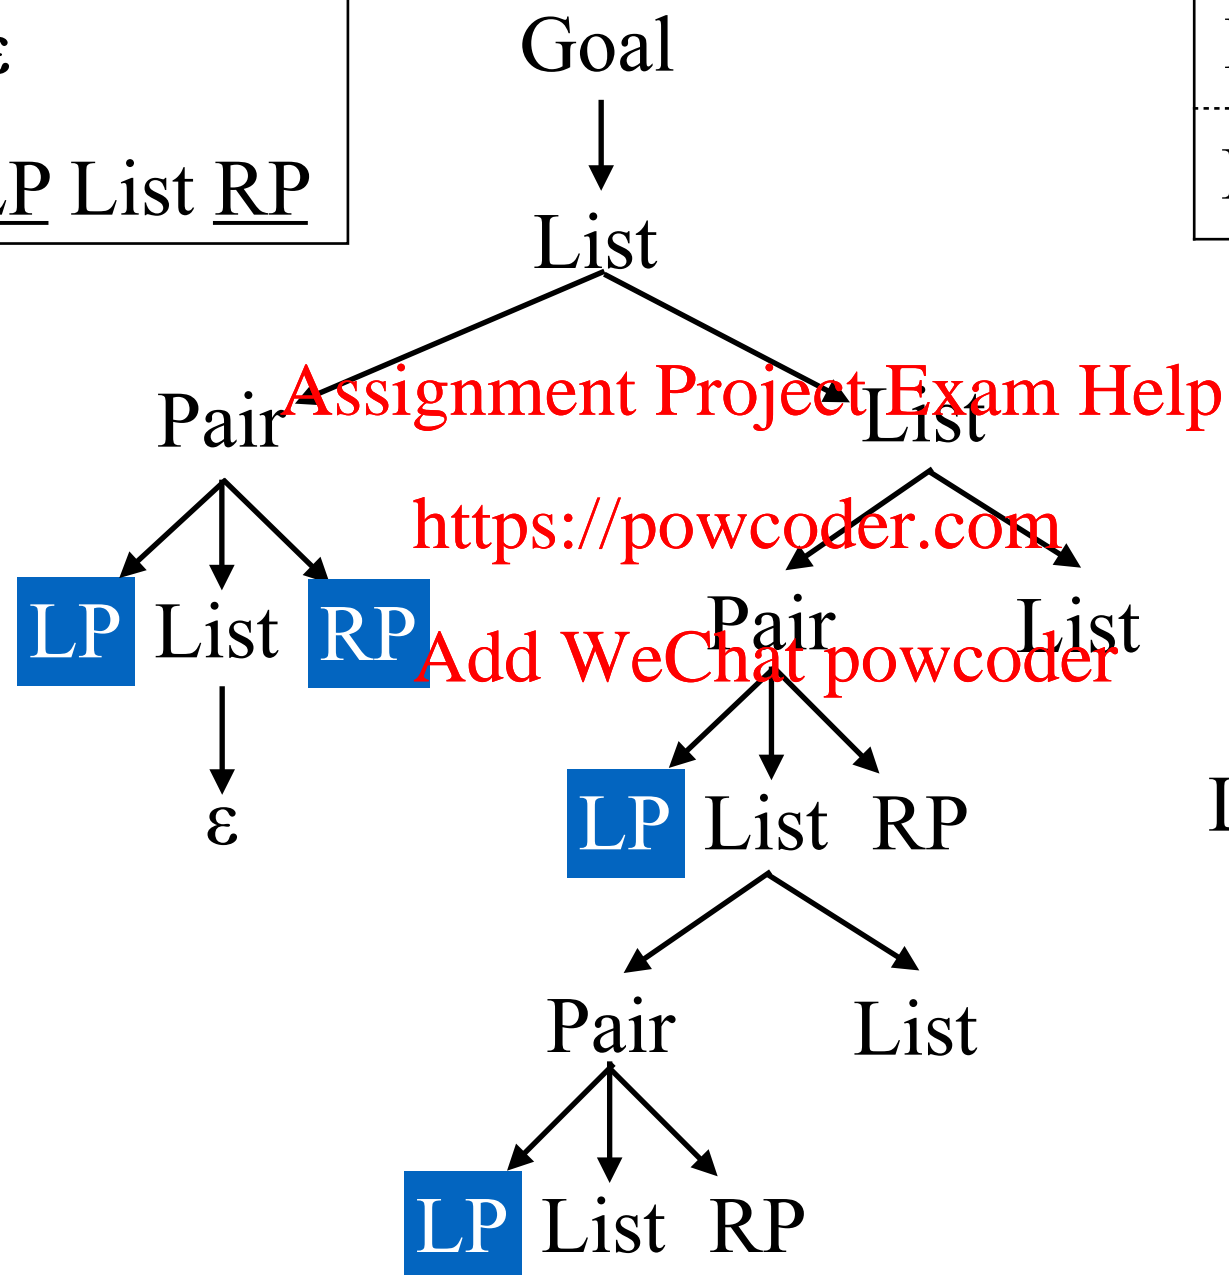 Goal
ε
LP List RP
List
Assignment Project Exam Help
Pair List
https://powcoder.com
LP List RP Pair List
Add WeChat powcoder
ε LP List RP
Pair List
LP List RP